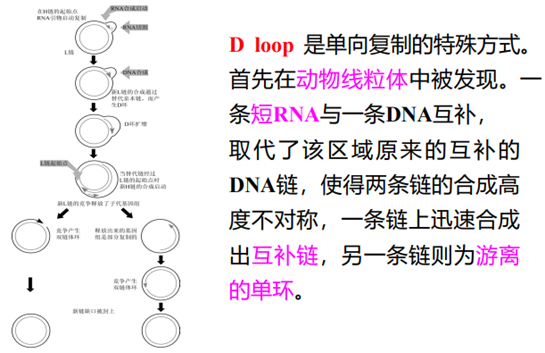 在H链的起始点
RNA引物启动复制
RNA合成启动
RNA切割
L链
DNA合成
新L链的合成通过
替代亲本链，而产
生D环
D环扩增
L链起始点
当替代链经过
L链的起始点时
新H链的合成启动
新L链的竞争释放了子代基因组
竞争产生
双链体环
释放出来的基因
组是部分复制的
竞争产生
双链体环
新链缺口被封上
D loop 是单向复制的特殊方式。
首先在动物线粒体中被发现。一
条短RNA与一条DNA互补，
取代了该区域原来的互补的
DNA链，使得两条链的合成高
度不对称，一条链上迅速合成
出互补链，另一条链则为游离
的单环。